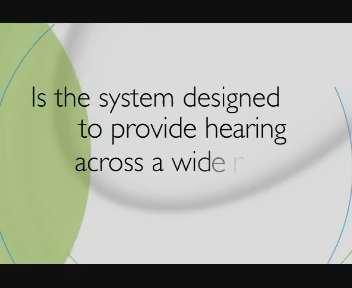 Is the system designed
to provide hearing
across a wide r